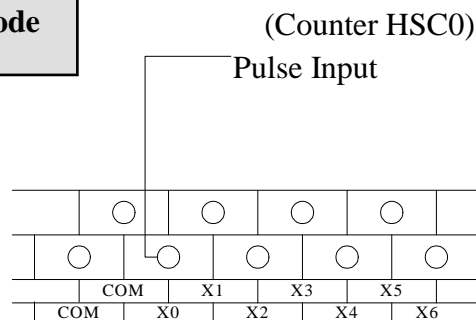 ode
(Counter HSC0)
Pulse Input
COM X1 X3 X5
COM X0 X2 X4 X6